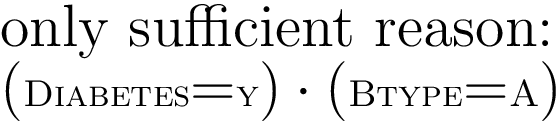 only sufficient reason:
(Diabetes=y) · (Btype=A)